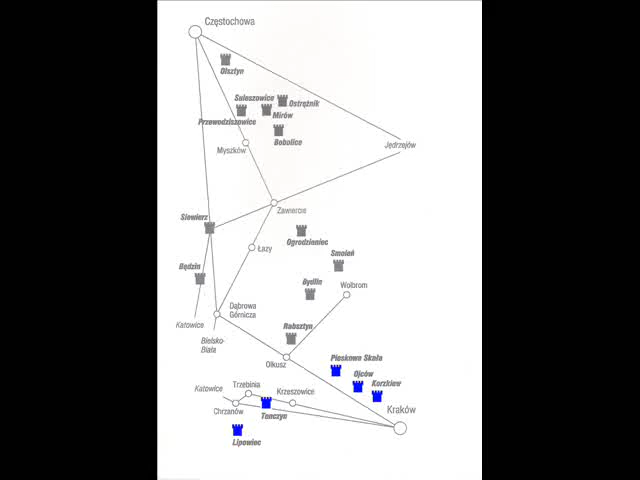 Częstochowa
Olsztyn
Suleszowice
Ostrężnik
Mirów
Przewodziszowice
Bobolice
Myszków
Jędrzejów
Zawiercie
Siewierz
Ogrodzieniec
Łazy
Smoleń
Będzin
Bydlin
Wolbrom
Dąbrowa
Górnicza
Katowice
Rabsztyn
Bielsko-
Biała
Pieskowa Skała
Olkusz
Ojców
Korzkiew
Katowice
Trzebinia
Krzeszowice
Chrzanów
Tenczyn
Kraków
Lipowiec